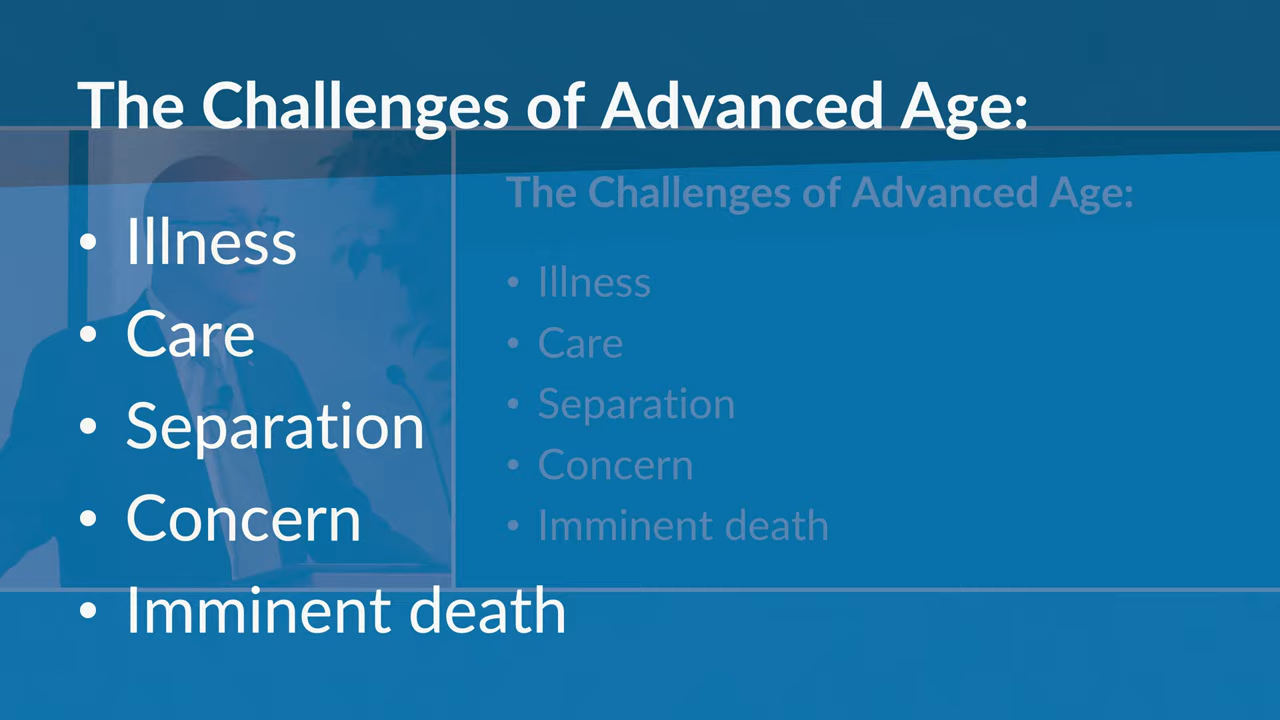 The Challenges of Advanced Age:
• Illness
• Care
• Separation
• Concern
• Imminent death
The Challenges of Advanced Age:
• Illness
• Care
• Separation
• Concern
• Imminent death